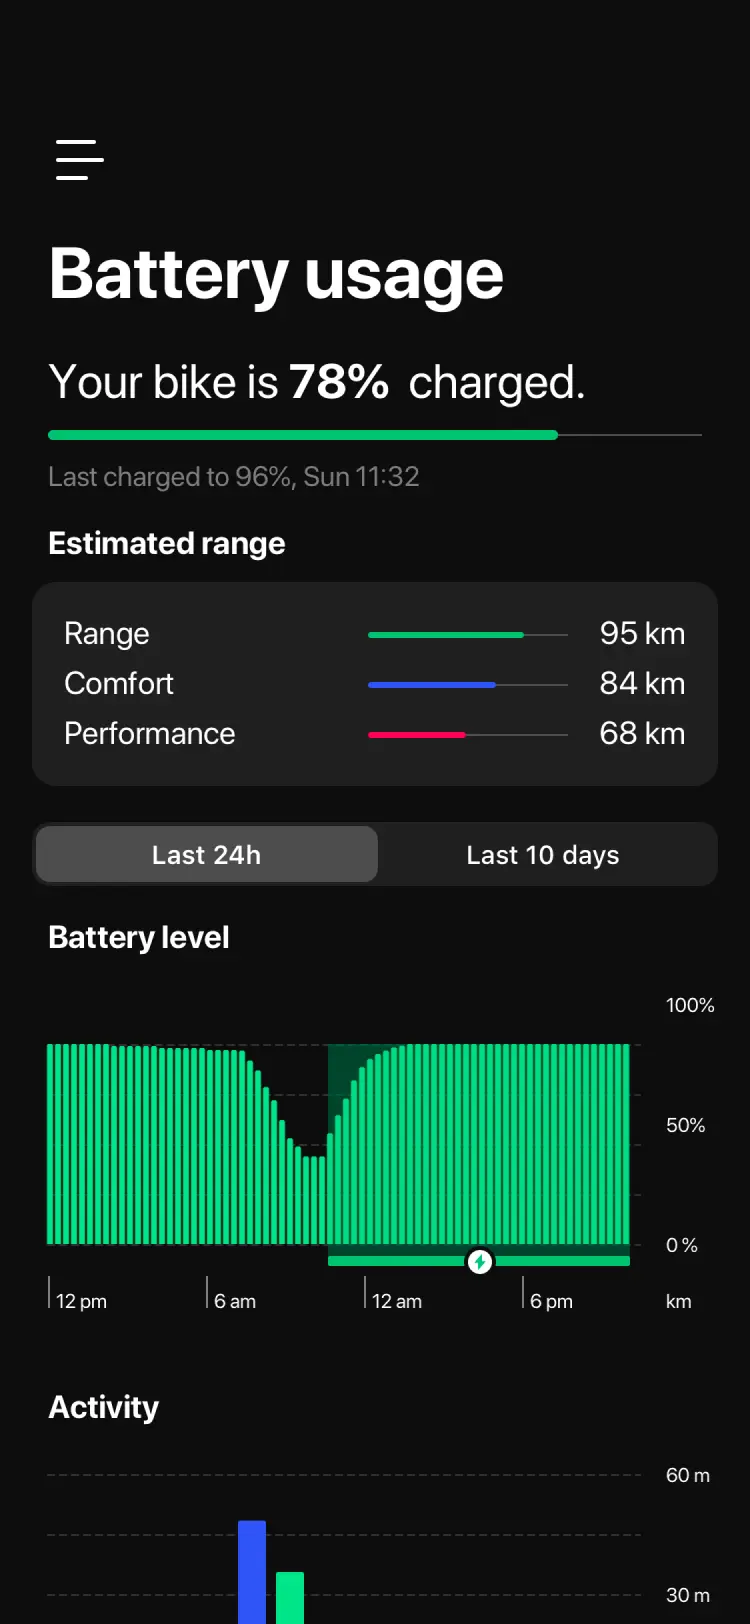 Battery usage
Your bike is 78% charged.
Last charged to 96%, Sun 11:32
Estimated range
Range 95 km
Comfort 84 km
Performance 68 km
Last 24h Last 10 days
Battery level
100%
50%
0 %
12 pm 6 am 12 am 6 pm km
Activity
60 m
30 m